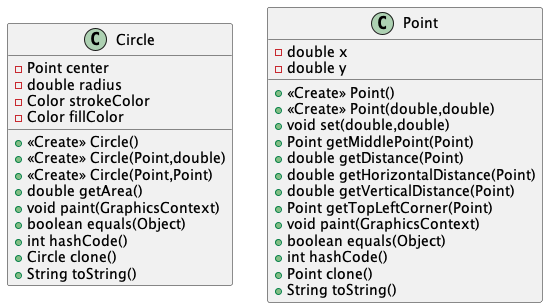 C Circle
Point center
double radius
Color strokeColor
Color fillColor
«Create» Circle()
«Create» Circle(Point,double)
«Create» Circle(Point,Point)
double getArea()
void paint(GraphicsContext)
boolean equals(Object)
int hashCode()
Circle clone()
String toString()
C Point
double x
double y
«Create» Point()
«Create» Point(double,double)
void set(double,double)
Point getMiddlePoint(Point)
double getDistance(Point)
double getHorizontalDistance(Point)
double getVerticalDistance(Point)
Point getTopLeftCorner(Point)
void paint(GraphicsContext)
boolean equals(Object)
int hashCode()
Point clone()
String toString()